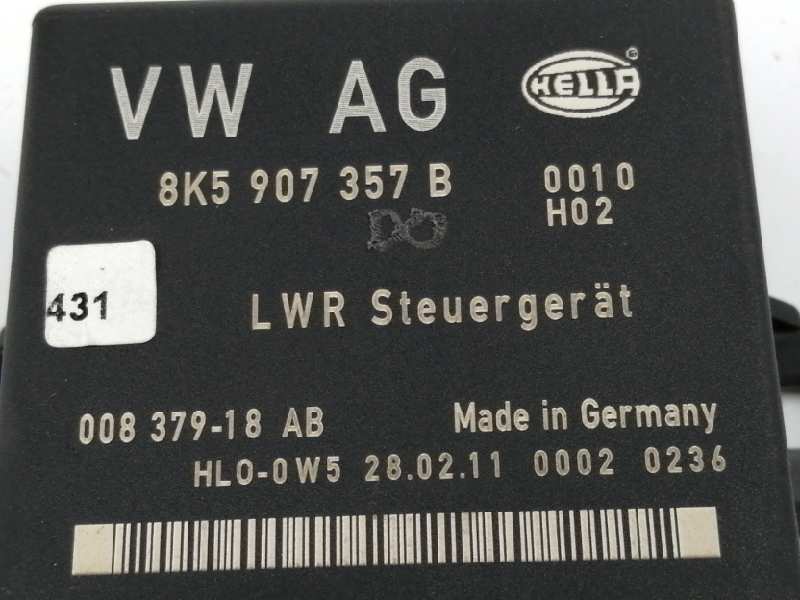 VW AG HELLA ®
8K5 907 357 B 0010
H02
431
LWR Steuergerät
008 379-18 AB Made in Germany
HLO-0W5 28.02.11 0002 0236